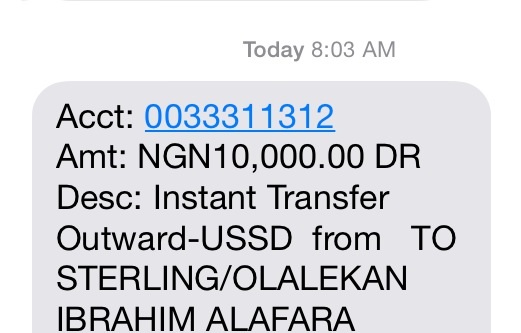 Today 8:03 AM
Acct: 0033311312
Amt: NGN10,000.00 DR
Desc: Instant Transfer
Outward-USSD from TO
STERLING/OLALEKAN
IBRAHIM ALAFARA